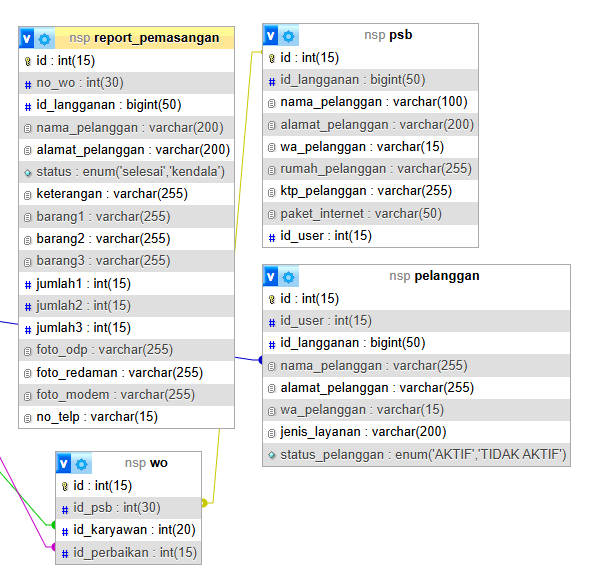 nsp report_pemasangan
id : int(15)
no_wo : int(30)
id_langganan : bigint(50)
nama_pelanggan : varchar(200)
alamat_pelanggan : varchar(200)
status : enum('selesai','kendala')
keterangan : varchar(255)
barang1 : varchar(255)
barang2 : varchar(255)
barang3 : varchar(255)
jumlah1 : int(15)
jumlah2 : int(15)
jumlah3 : int(15)
foto_odp : varchar(255)
foto_redaman : varchar(255)
foto_modem : varchar(255)
no_telp : varchar(15)
nsp psb
id : int(15)
id_langganan : bigint(50)
nama_pelanggan : varchar(100)
alamat_pelanggan : varchar(200)
wa_pelanggan : varchar(15)
rumah_pelanggan : varchar(255)
ktp_pelanggan : varchar(255)
paket_internet : varchar(50)
id_user : int(15)
nsp pelanggan
id : int(15)
id_user : int(15)
id_langganan : bigint(50)
nama_pelanggan : varchar(255)
alamat_pelanggan : varchar(255)
wa_pelanggan : varchar(15)
jenis_layanan : varchar(200)
status_pelanggan : enum('AKTIF','TIDAK AKTIF')
nsp wo
id : int(15)
id_psb : int(30)
id_karyawan : int(20)
id_perbaikan : int(15)